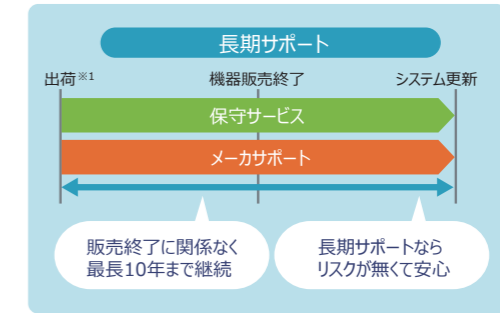 長期サポート
出荷※1
機器販売終了
システム更新
保守サービス
メーカサポート
販売終了に関係なく
最長10年まで継続
長期サポートなら
リスクが無くて安心